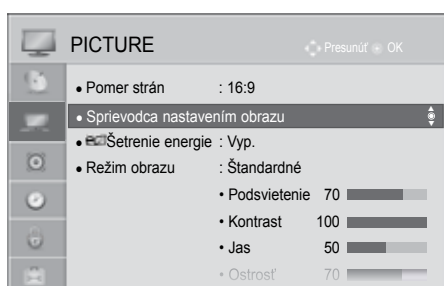 PICTURE
Presunúť OK
• Pomer strán : 16:9
• Sprievodca nastavením obrazu
• Šetrenie energie : Vyp.
• Režim obrazu : Štandardné
• Podsvietenie 70
• Kontrast 100
• Jas 50
• Ostrosť 70